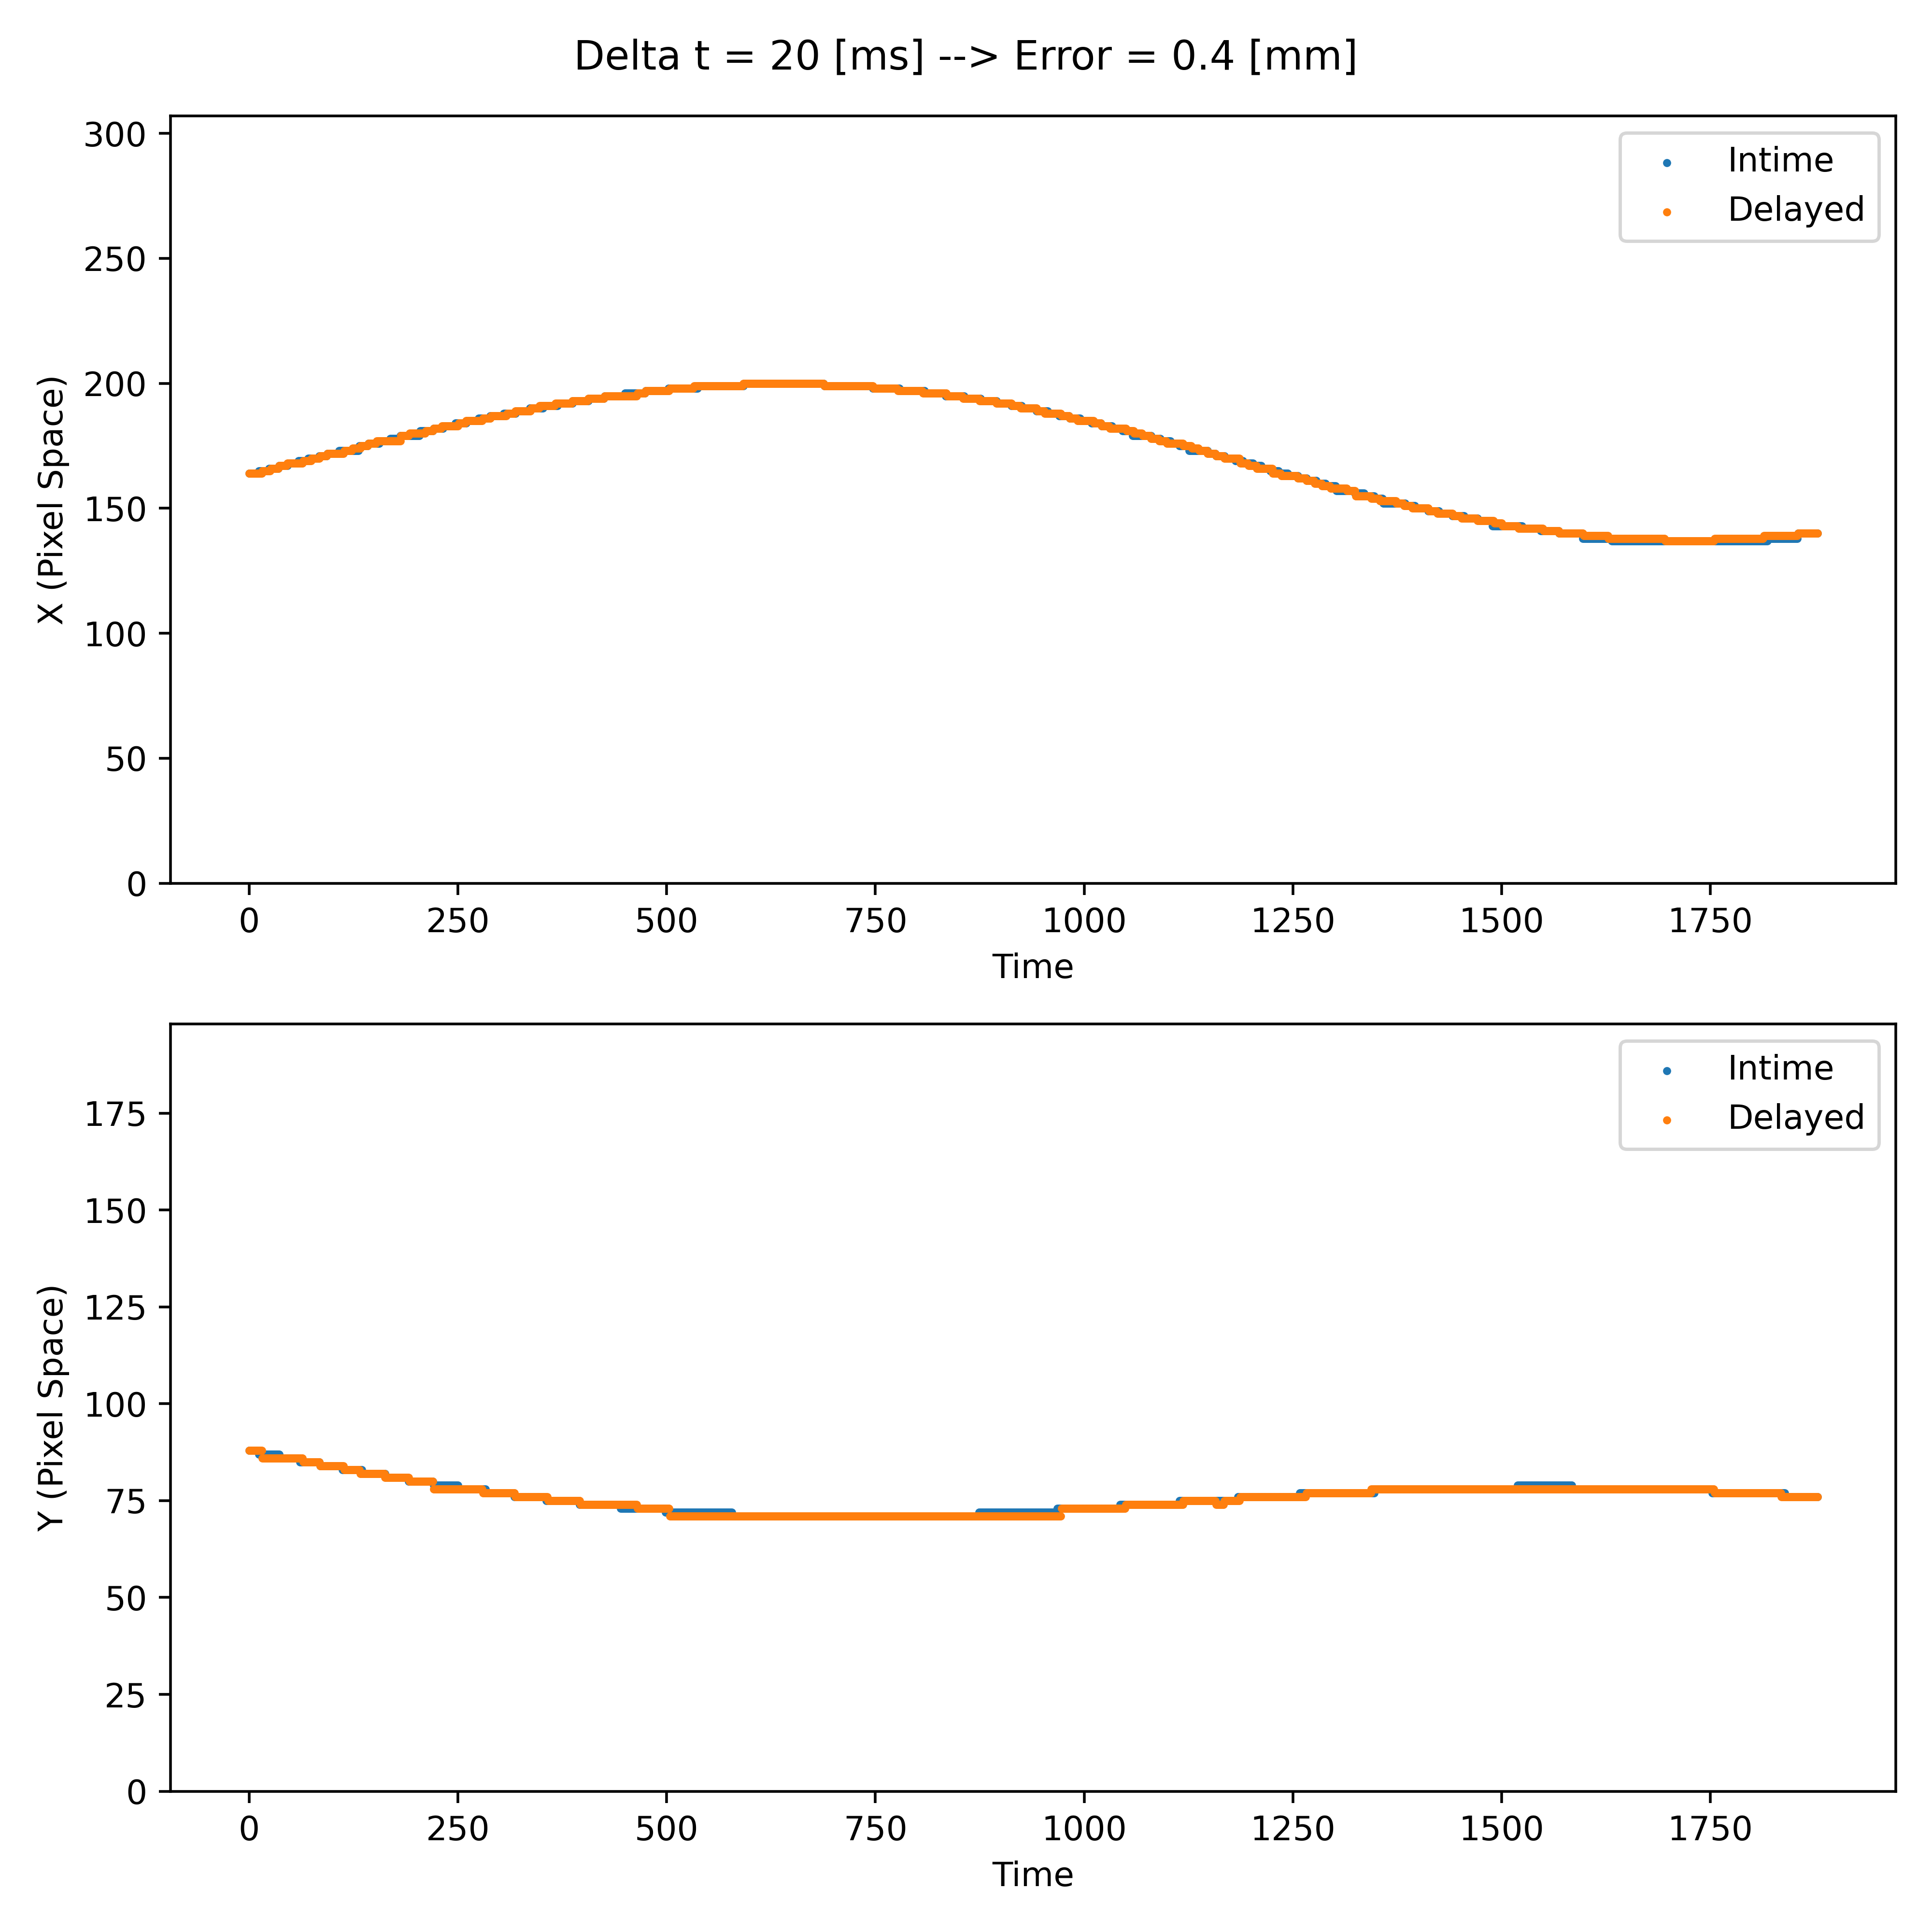 Delta t = 20 [ms] --> Error = 0.4 [mm]
300
250
200
150
100
50
0
X (Pixel Space)
Intime
Delayed
0 250 500 750 1000 1250 1500 1750
Time
175
150
125
100
75
50
25
0
Y (Pixel Space)
Intime
Delayed
0 250 500 750 1000 1250 1500 1750
Time